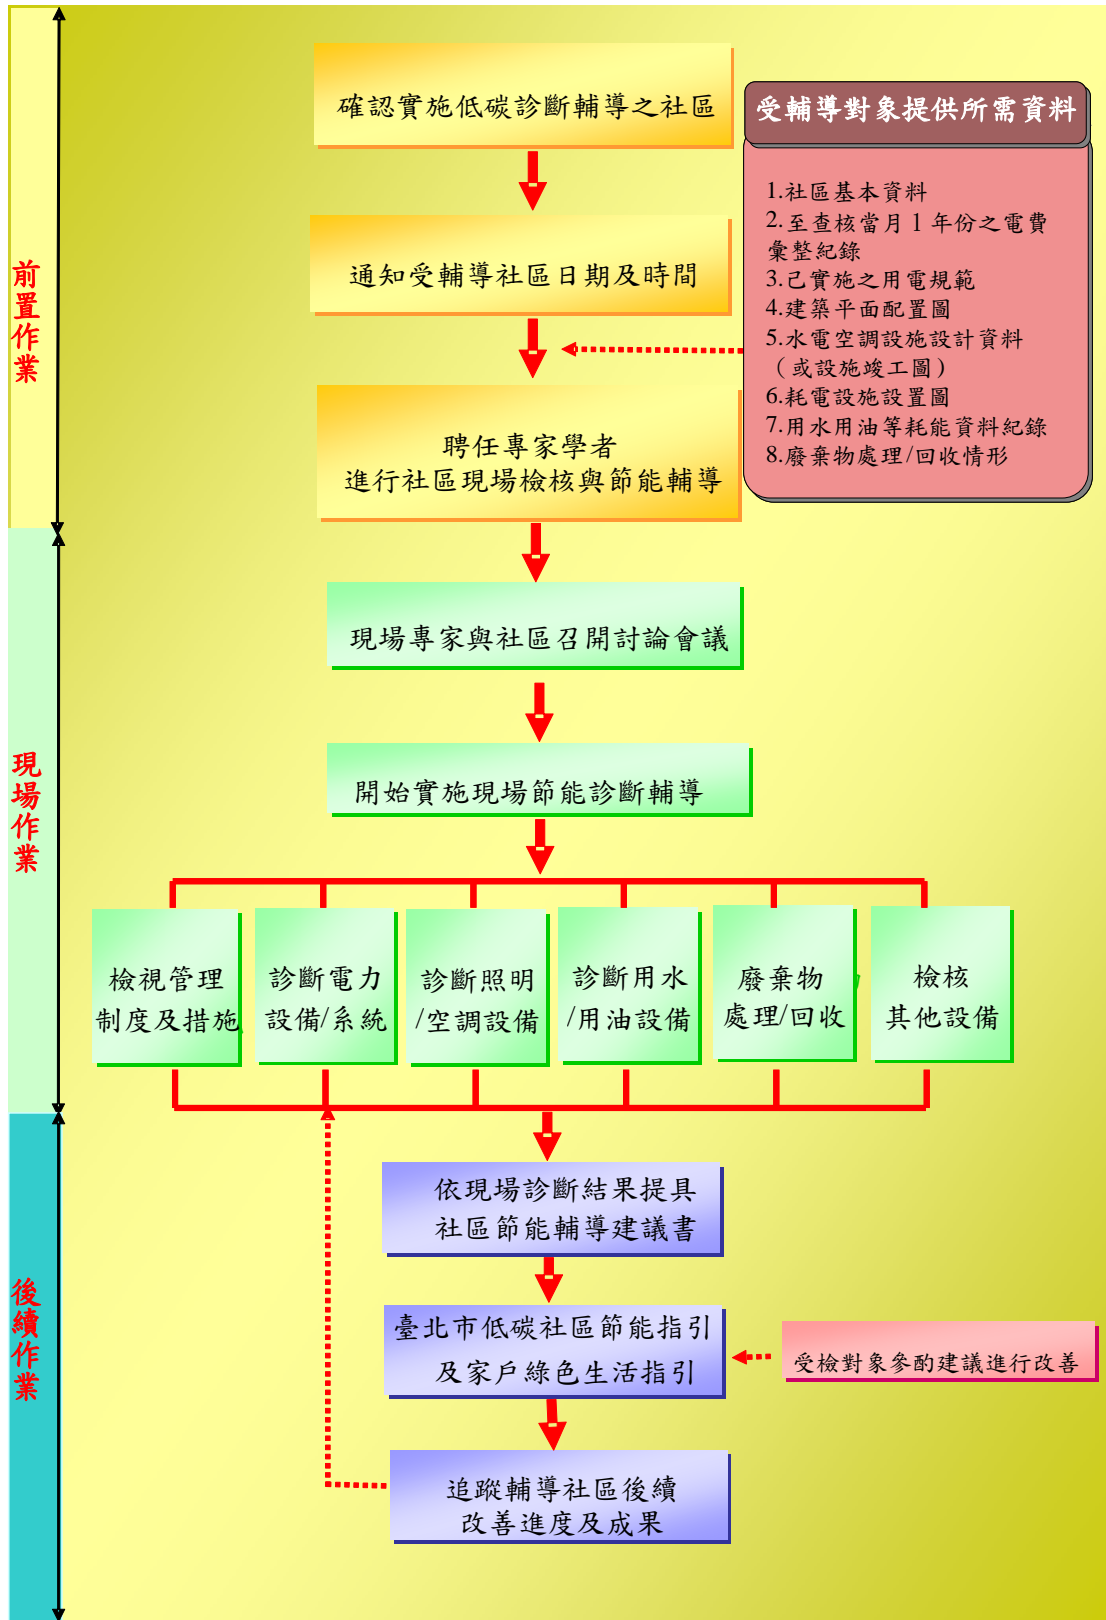 前置作業
確認實施低碳診斷輔導之社區
通知受輔導社區日期及時間
聘任專家學者
進行社區現場檢核與節能輔導
受輔導對象提供所需資料
1.社區基本資料
2.至查核當月 1 年份之電費
彙整紀錄
3.己實施之用電規範
4.建築平面配置圖
5.水電空調設施設計資料
（或設施竣工圖）
6.耗電設施設置圖
7.用水用油等耗能資料紀錄
8.廢棄物處理/回收情形
現場作業
現場專家與社區召開討論會議
開始實施現場節能診斷輔導
檢視管理
制度及措施
診斷電力
設備/系統
診斷照明
/空調設備
診斷用水
/用油設備
廢棄物
處理/回收
檢核
其他設備
後續作業
依現場診斷結果提具
社區節能輔導建議書
臺北市低碳社區節能指引
及家戶綠色生活指引
受檢對象參酌建議進行改善
追蹤輔導社區後續
改善進度及成果